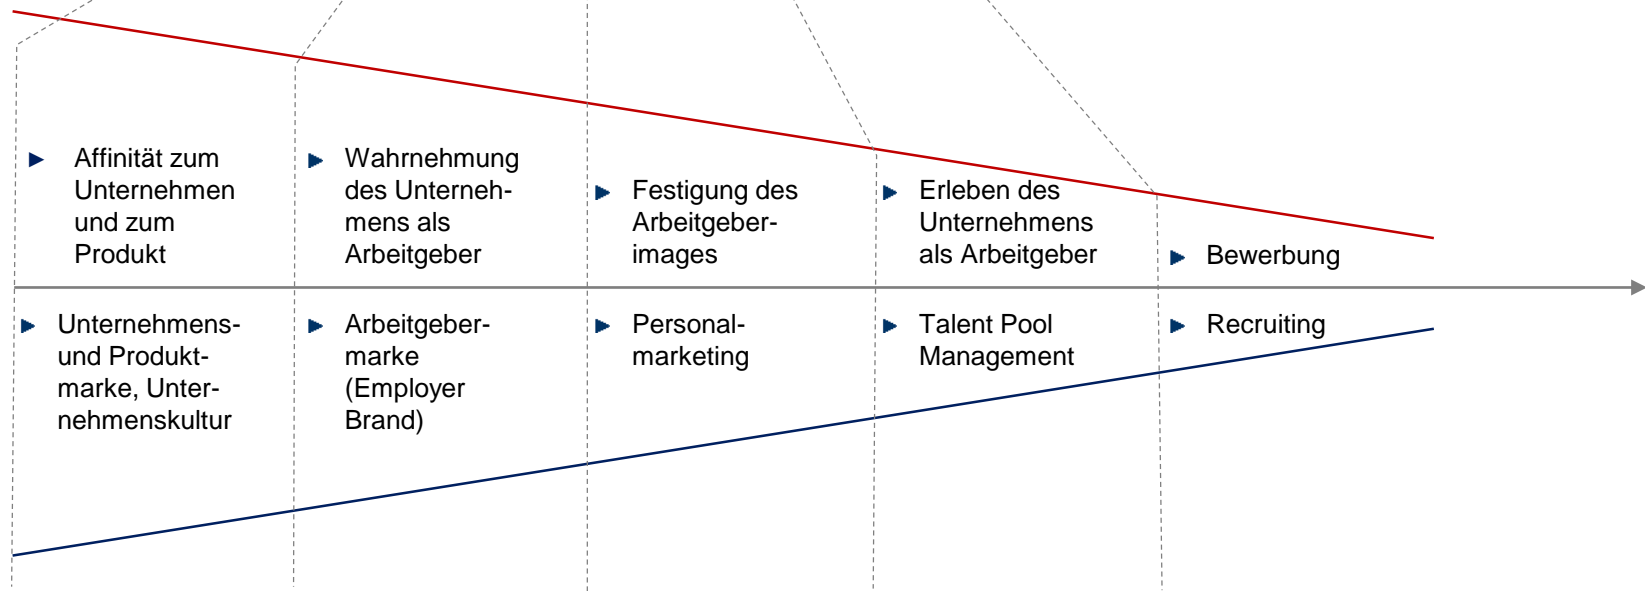 Affinität zum
Unternehmen
und zum
Produkt
Wahrnehmung
des Unterneh-
mens als
Arbeitgeber
Festigung des
Arbeitgeber-
images
Erleben des
Unternehmens
als Arbeitgeber
Bewerbung
Unternehmens-
und Produkt-
marke, Unter-
nehmenskultur
Arbeitgeber-
marke
(Employer
Brand)
Personal-
marketing
Talent Pool
Management
Recruiting